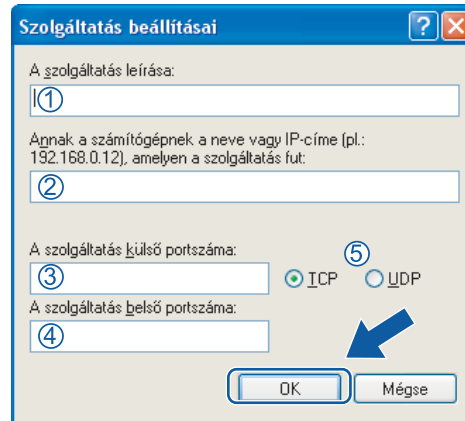 Szolgáltatás beállításai
A szolgáltatás leírása:
①
Annak a számítógépnek a neve vagy IP-címe (pl.:
192.168.0.12), amelyen a szolgáltatás fut:
②
A szolgáltatás külső portszáma:
⑤
③ TCP UDP
A szolgáltatás belső portszáma:
④
OK Mégse